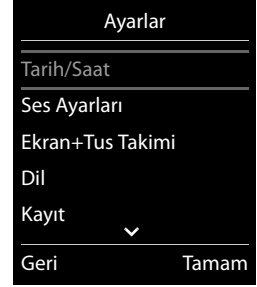 Ayarlar
Tarih/Saat
Ses Ayarları
Ekran+Tus Takimi
Dil
Kayıt
Geri Tamam